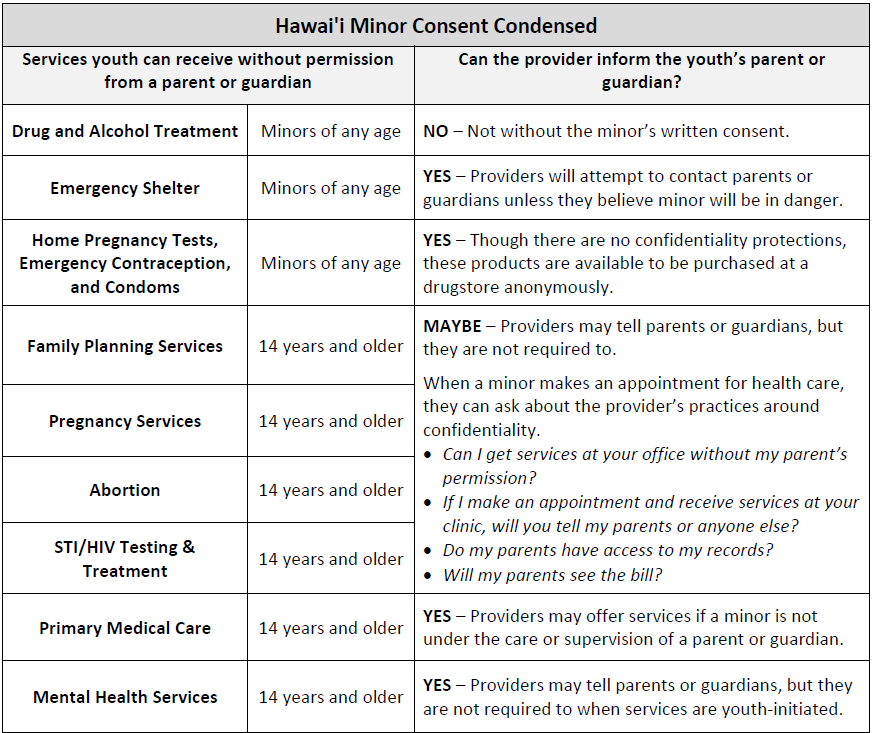 Hawai'i Minor Consent Condensed
Services youth can receive without permission
from a parent or guardian
Can the provider inform the youth’s parent or
guardian?
Drug and Alcohol Treatment
Minors of any age
NO – Not without the minor’s written consent.
Emergency Shelter
Minors of any age
YES – Providers will attempt to contact parents or
guardians unless they believe minor will be in danger.
Home Pregnancy Tests,
Emergency Contraception,
and Condoms
Minors of any age
YES – Though there are no confidentiality protections,
these products are available to be purchased at a
drugstore anonymously.
Family Planning Services
14 years and older
Pregnancy Services
14 years and older
Abortion
14 years and older
STI/HIV Testing &
Treatment
14 years and older
MAYBE – Providers may tell parents or guardians, but
they are not required to.
When a minor makes an appointment for health care,
they can ask about the provider’s practices around
confidentiality.
• Can I get services at your office without my parent’s
permission?
• If I make an appointment and receive services at your
clinic, will you tell my parents or anyone else?
• Do my parents have access to my records?
• Will my parents see the bill?
Primary Medical Care
14 years and older
YES – Providers may offer services if a minor is not
under the care or supervision of a parent or guardian.
Mental Health Services
14 years and older
YES – Providers may tell parents or guardians, but they
are not required to when services are youth-initiated.